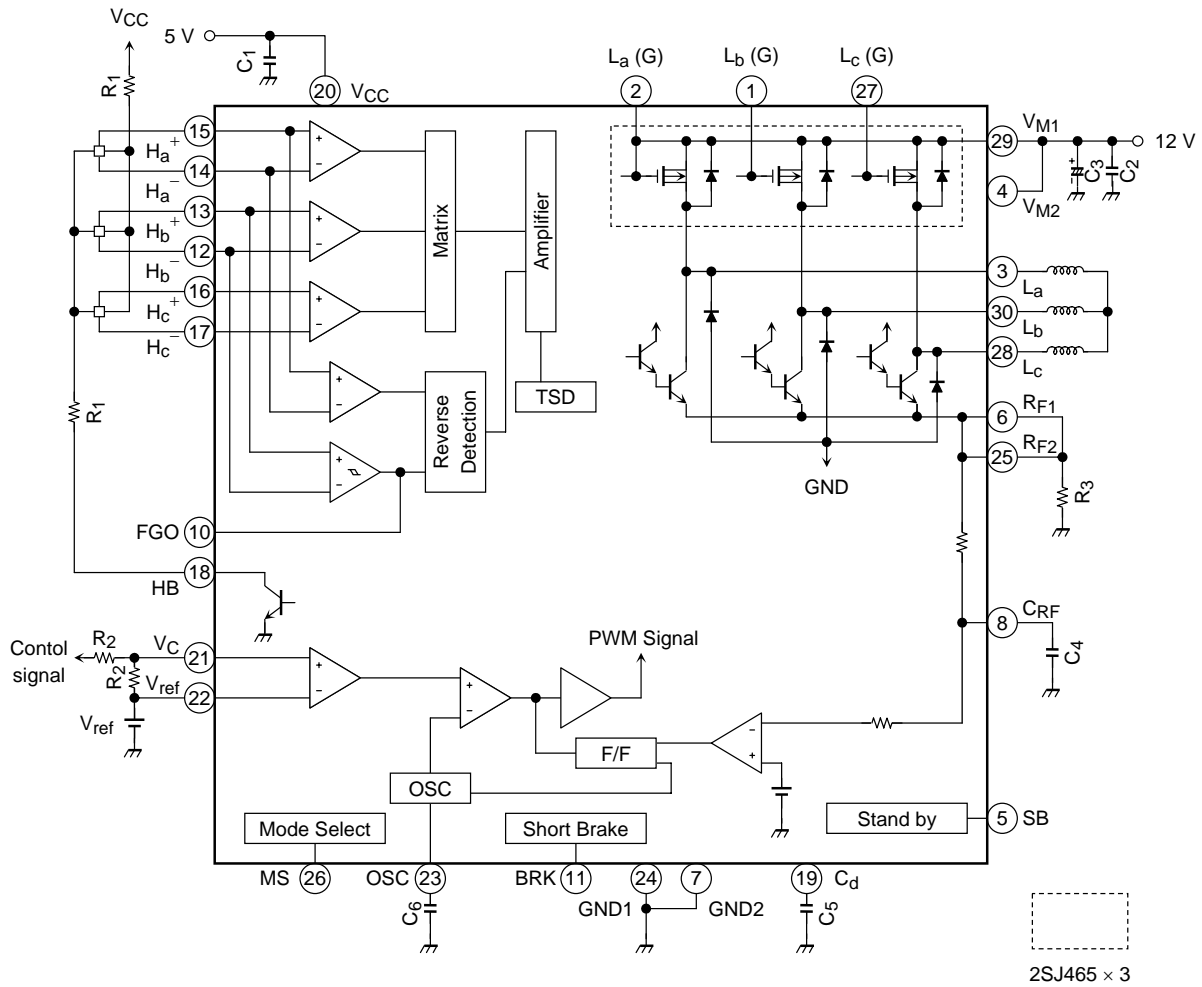 VCC
5 V
C1
R1
20
VCC
La (G)
Lb (G)
Lc (G)
2
1
27
15
Ha+
14
Ha−
13
Hb+
12
Hb−
16
Hc+
17
Hc−
R1
+
−
+
−
+
−
+
−
+
−
Matrix
Amplifier
TSD
Reverse
Detection
29
VM1
4
VM2
C3
+
C2
12 V
3
La
30
Lb
28
Lc
6
RF1
25
RF2
R3
GND
FGO
10
HB
18
8
CRF
C4
Contol
signal
R2
VC
21
R2
Vref
22
Vref
+
−
+
−
PWM Signal
F/F
−
+
OSC
Mode Select
Short Brake
Stand by
5
SB
MS
26
OSC
23
BRK
11
24
7
19
Cd
C6
GND1
GND2
C5
2SJ465 × 3